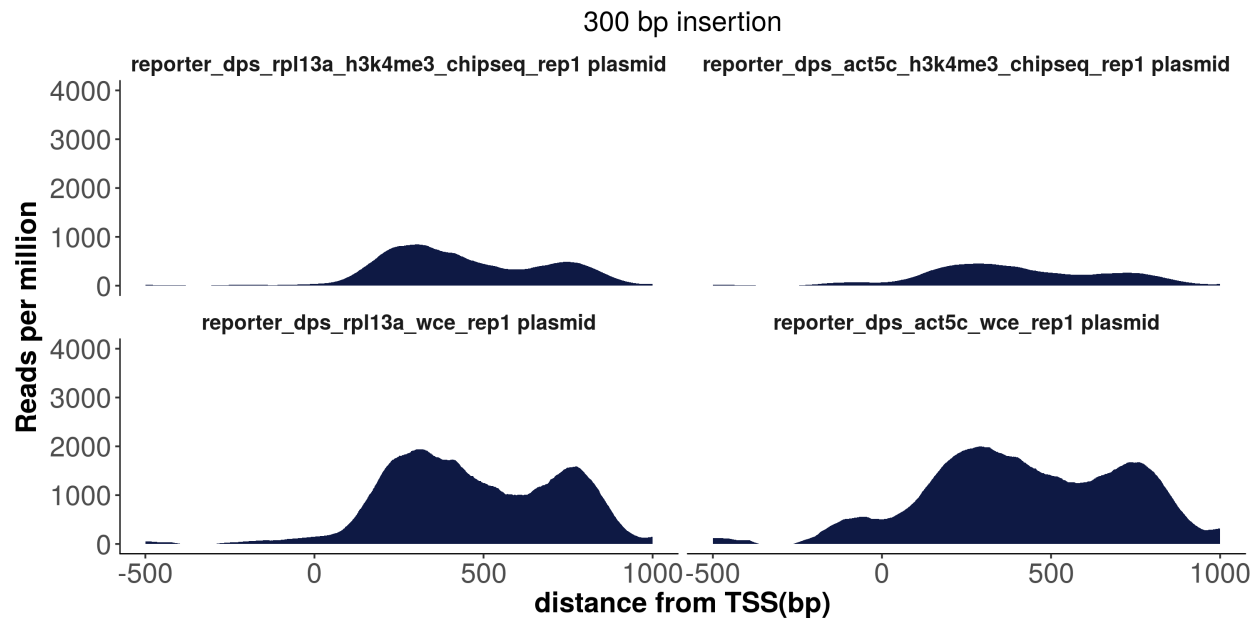 300 bp insertion
reporter_dps_rpl13a_h3k4me3_chipseq_rep1 plasmid
reporter_dps_act5c_h3k4me3_chipseq_rep1 plasmid
4000
3000
2000
1000
0
reporter_dps_rpl13a_wce_rep1 plasmid
reporter_dps_act5c_wce_rep1 plasmid
4000
3000
2000
1000
0
Reads per million
-500 0 500 1000 -500 0 500 1000
distance from TSS(bp)